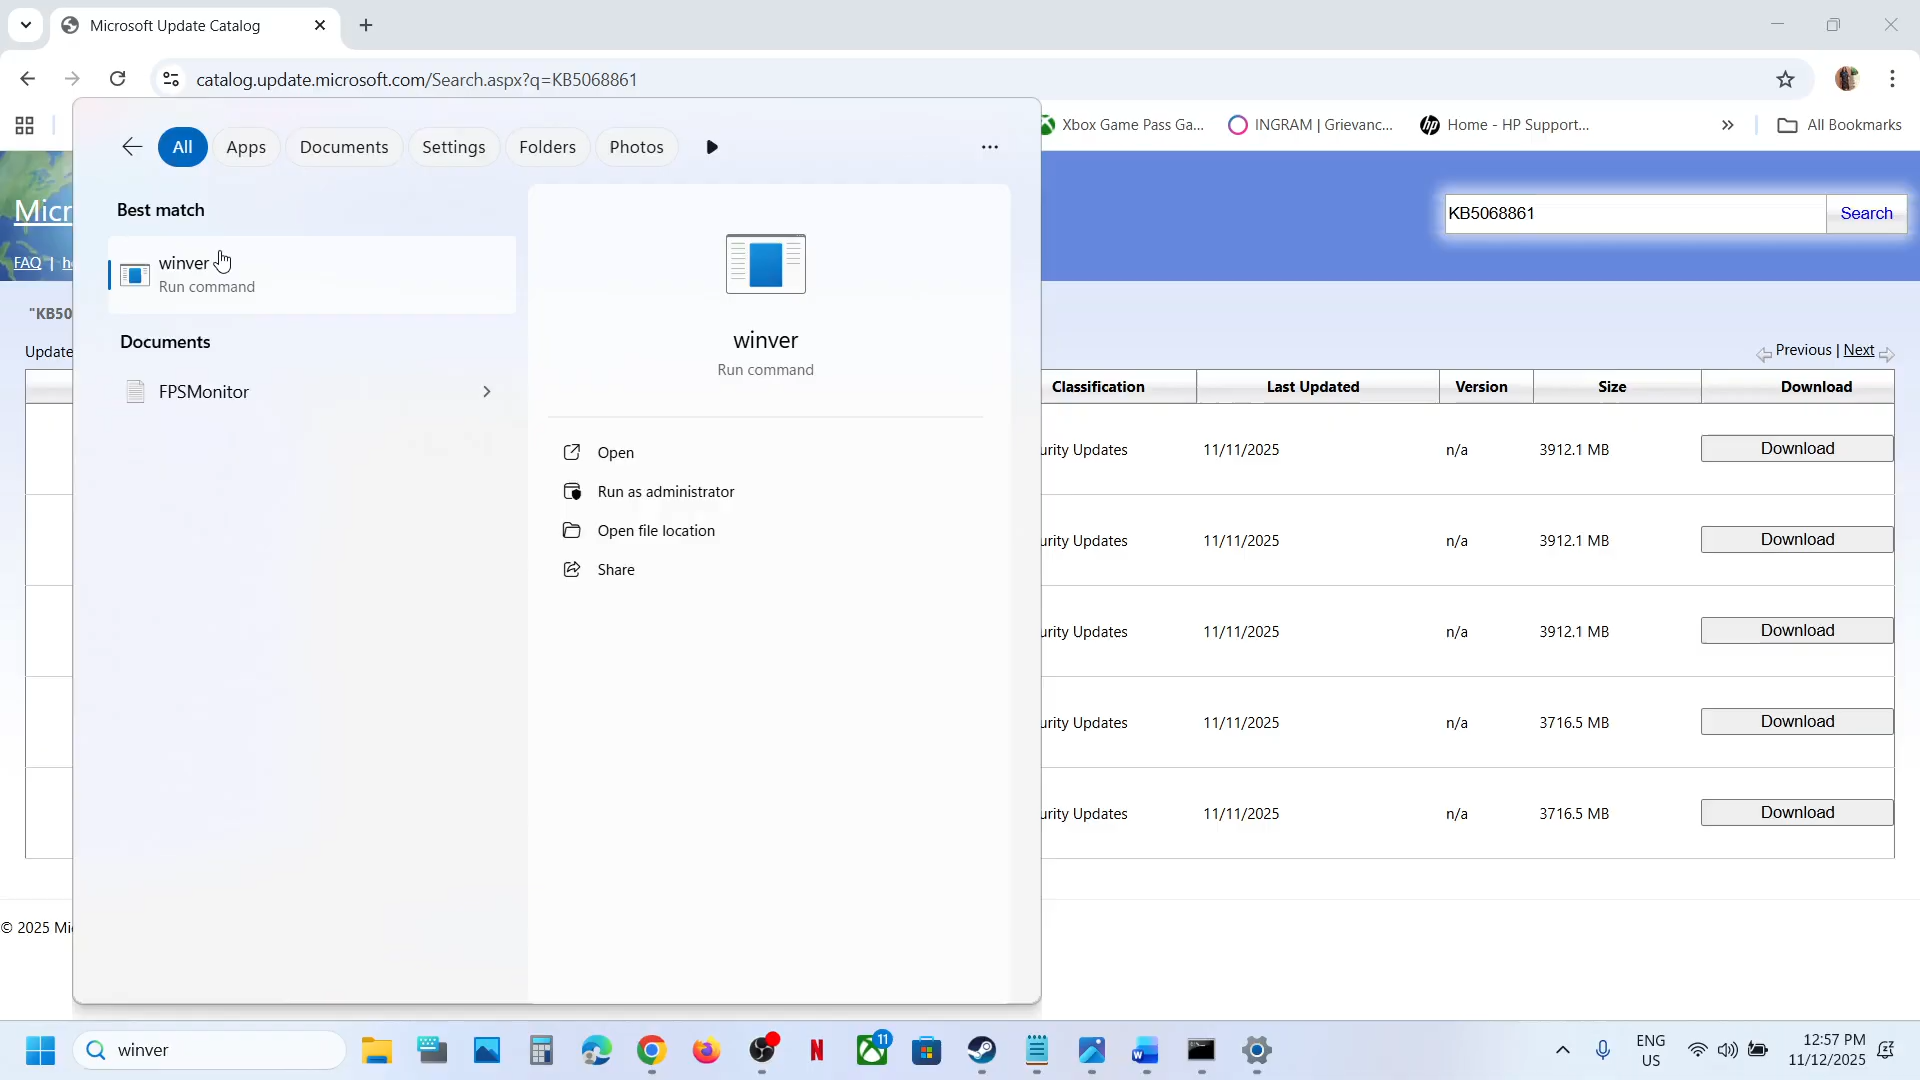 Microsoft Update Catalog
catalog.update.microsoft.com/Search.aspx?q=KB5068861
Xbox Game Pass Ga...
INGRAM | Grievanc...
Home - HP Support...
All Bookmarks
All
Apps
Documents
Settings
Folders
Photos
Best match
winver
Run command
Documents
FPSMonitor
winver
Run command
Open
Run as administrator
Open file location
Share
Micr
FAQ | h
KB5068861
Search
"KB50
Update
Previous | Next
Classification Last Updated Version Size Download
urity Updates 11/11/2025 n/a 3912.1 MB Download
urity Updates 11/11/2025 n/a 3912.1 MB Download
urity Updates 11/11/2025 n/a 3912.1 MB Download
urity Updates 11/11/2025 n/a 3716.5 MB Download
urity Updates 11/11/2025 n/a 3716.5 MB Download
© 2025 Mi
winver
11
ENG
US
12:57 PM
11/12/2025